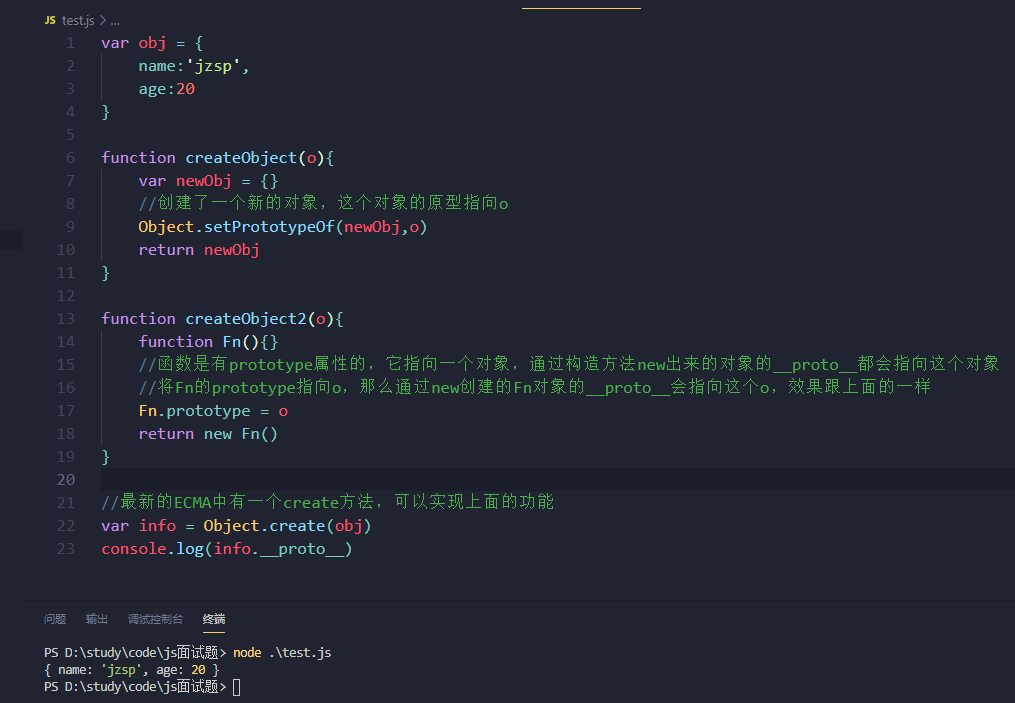 JS test.js > ...
1 var obj = {
2 name:'jzsp',
3 age:20
4 }
5
6 function createObject(o){
7 var newObj = {}
8 //创建了一个新的对象，这个对象的原型指向o
9 Object.setPrototypeOf(newObj,o)
10 return newObj
11 }
12
13 function createObject2(o){
14 function Fn(){}
15 //函数是有prototype属性的，它指向一个对象，通过构造方法new出来的对象的__proto__都会指向这个对象
16 //将Fn的prototype指向o，那么通过new创建的Fn对象的__proto__会指向这个o，效果跟上面的一样
17 Fn.prototype = o
18 return new Fn()
19 }
20
21 //最新的ECMA中有一个create方法，可以实现上面的功能
22 var info = Object.create(obj)
23 console.log(info.__proto__)
问题 输出 调试控制台 终端
PS D:\study\code\js面试题> node .\test.js
{ name: 'jzsp', age: 20 }
PS D:\study\code\js面试题>